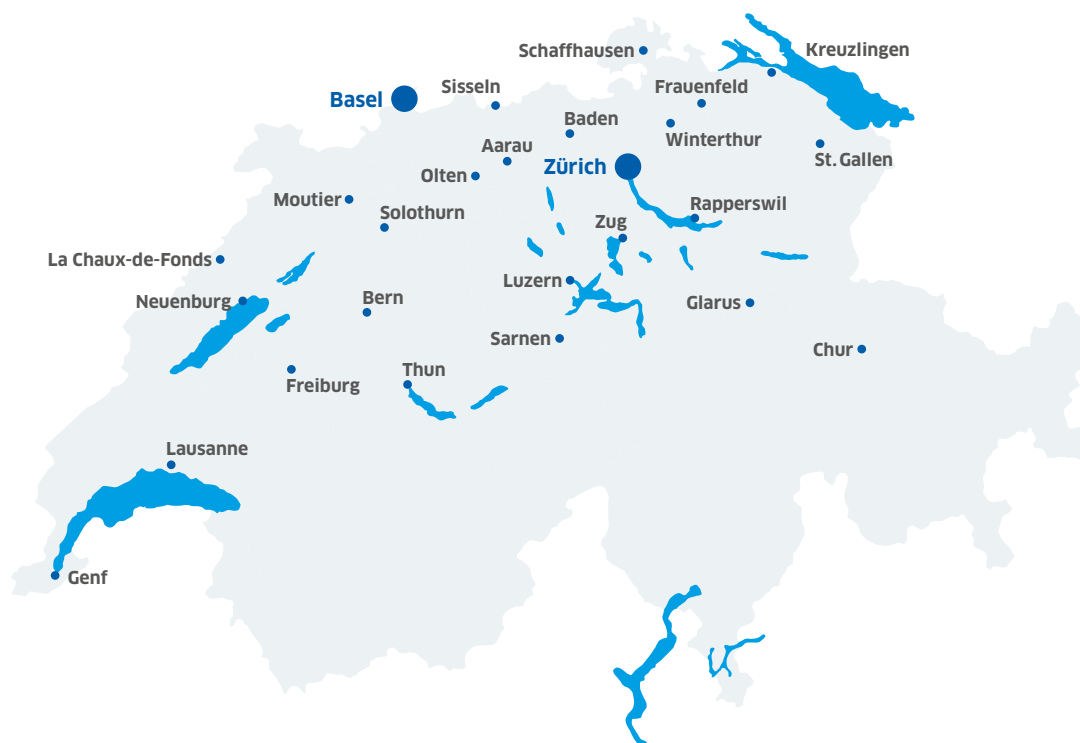 Schaffhausen
Kreuzlingen
Basel
Sisseln
Frauenfeld
Baden
Winterthur
Aarau
St. Gallen
Zürich
Olten
Moutier
Rapperswil
Solothurn
Zug
La Chaux-de-Fonds
Luzern
Neuenburg
Bern
Glarus
Sarnen
Chur
Thun
Freiburg
Lausanne
Genf